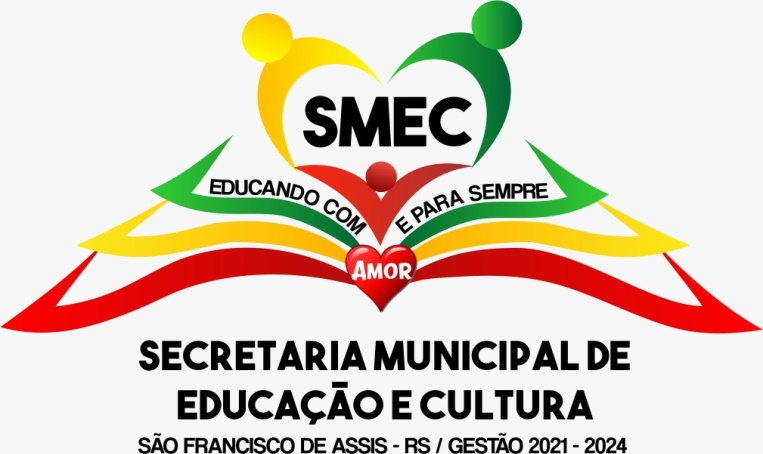 SMEC
EDUCANDO COM
AMOR
E PARA SEMPRE
SECRETARIA MUNICIPAL DE
EDUCAÇÃO E CULTURA
SÃO FRANCISCO DE ASSIS - RS / GESTÃO 2021 - 2024